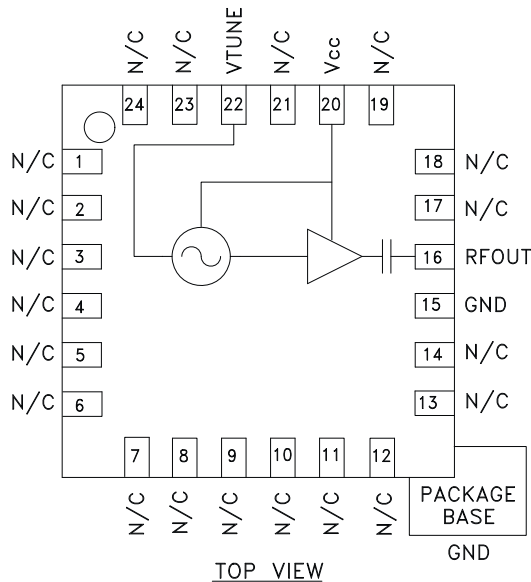 N/C N/C VTUNE N/C Vcc N/C
24 23 22 21 20 19
N/C 1 18 N/C
N/C 2 17 N/C
N/C 3 16 RFOUT
N/C 4 15 GND
N/C 5 14 N/C
N/C 6 13 N/C
7 8 9 10 11 12
N/C N/C N/C N/C N/C N/C
PACKAGE
BASE
GND
TOP VIEW